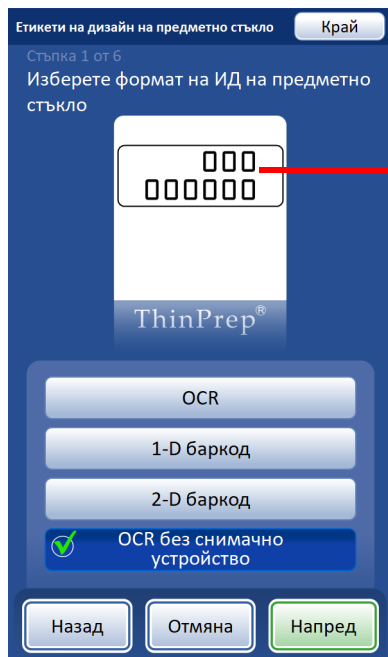 Етикети на дизайн на предметно стъкло
Край
Стъпка 1 от 6
Изберете формат на ИД на предметно
стъкло
000
000000
ThinPrep®
OCR
1-D баркод
2-D баркод
OCR без снимачно
устройство
Назад
Отмяна
Напред